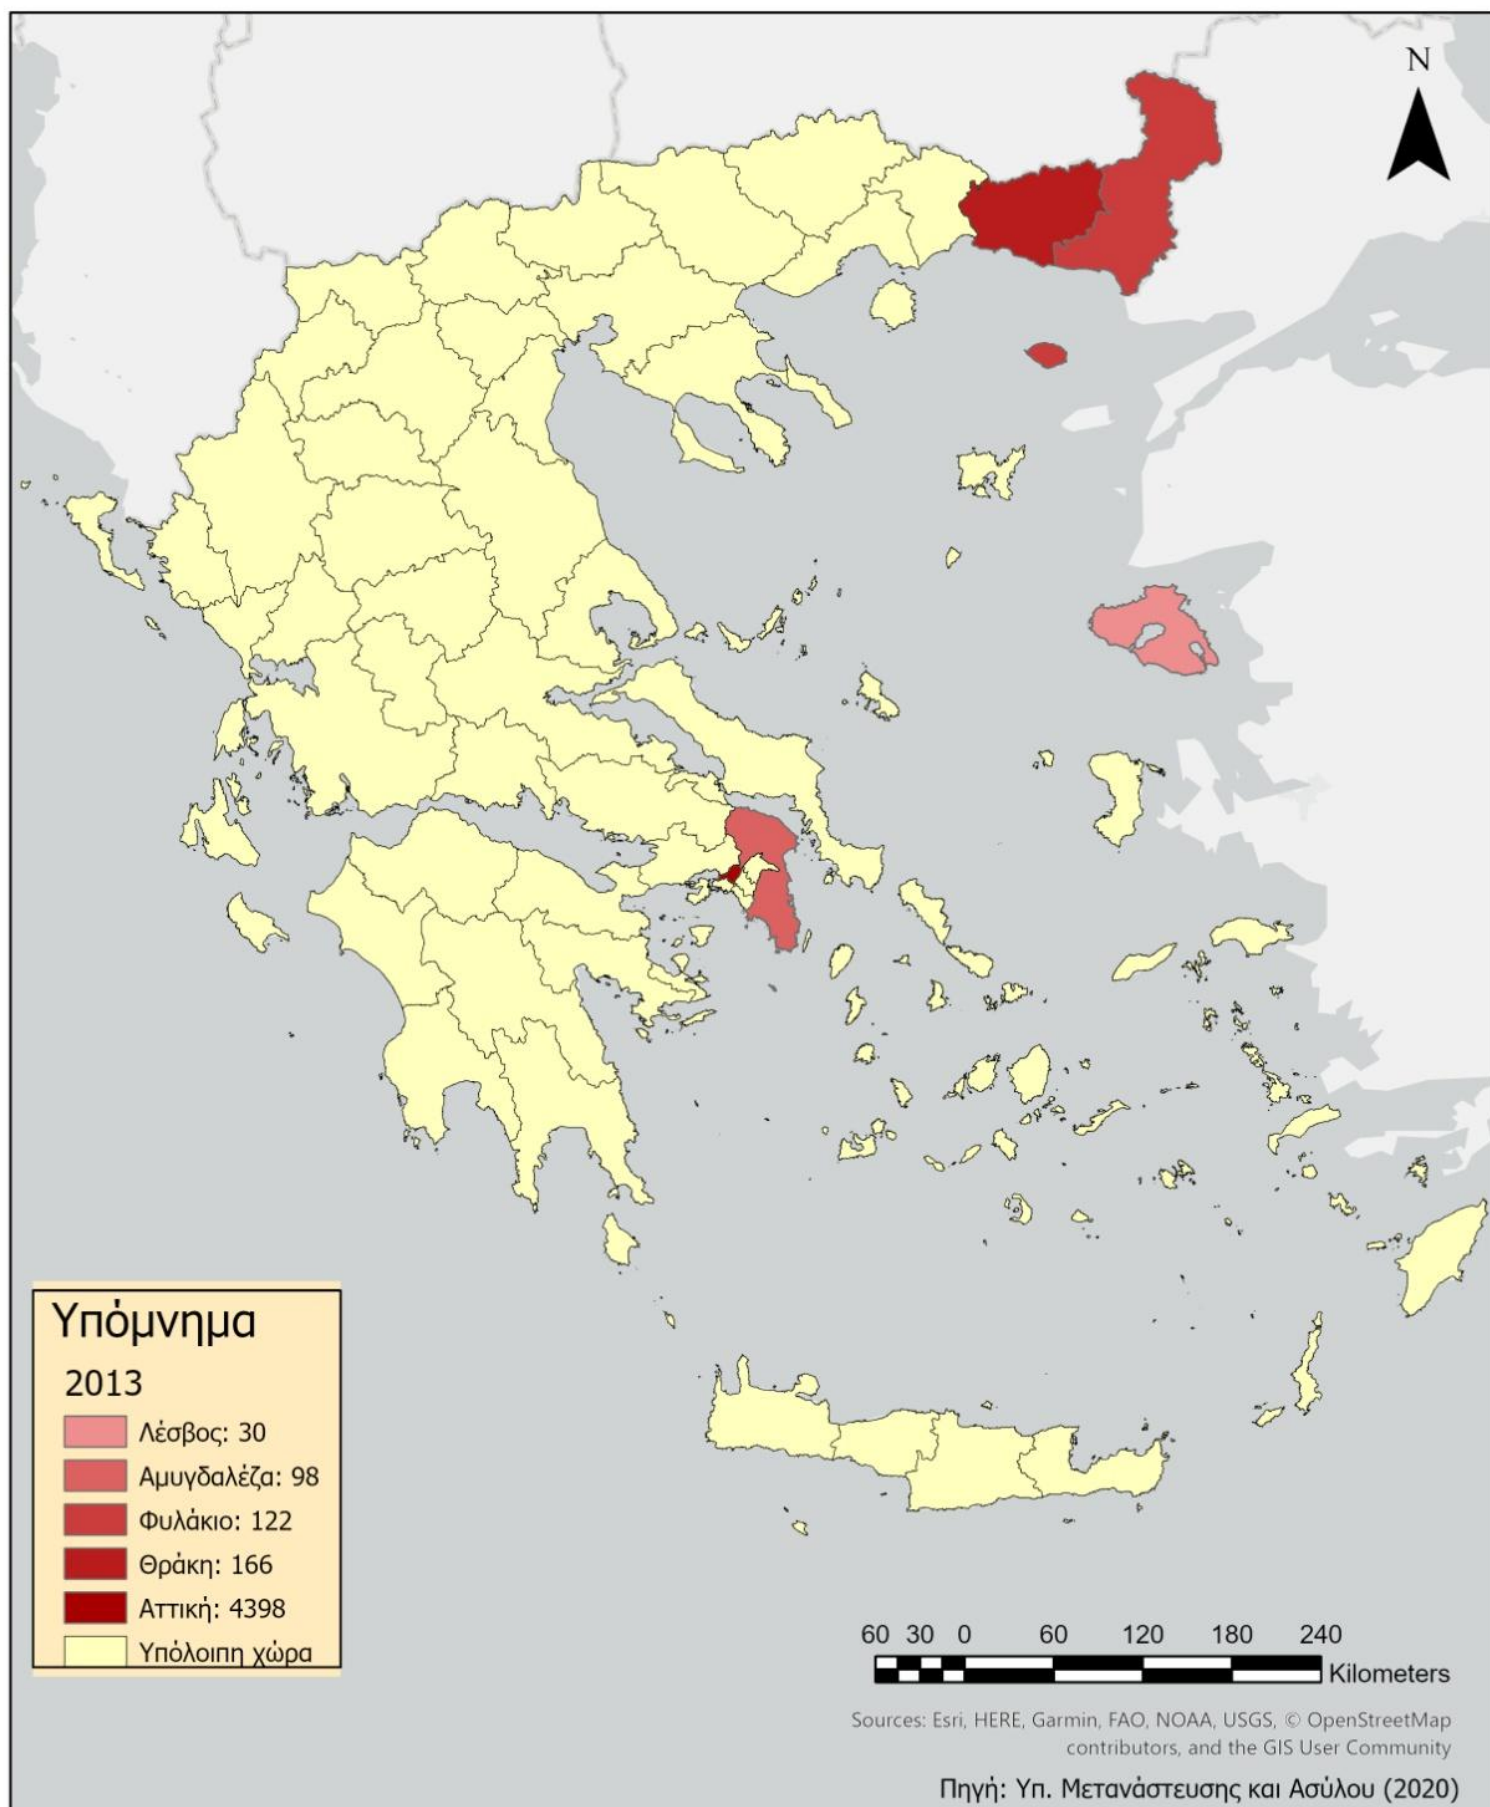 N
Υπόμνημα
2013
Λέσβος: 30
Αμυγδαλέζα: 98
Φυλάκιο: 122
Θράκη: 166
Αττική: 4398
Υπόλοιπη χώρα
60 30 0 60 120 180 240
Kilometers
Sources: Esri, HERE, Garmin, FAO, NOAA, USGS, © OpenStreetMap
contributors, and the GIS User Community
Πηγή: Υπ. Μετανάστευσης και Ασύλου (2020)